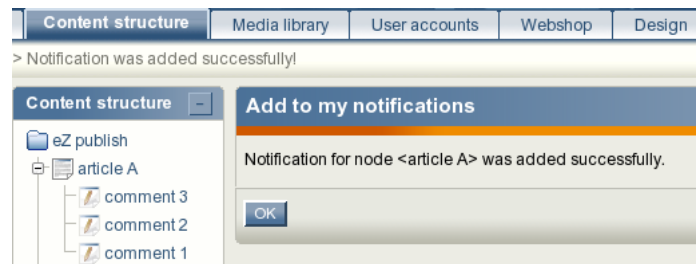 Content structure
Media library
User accounts
Webshop
Design
> Notification was added successfully!
Content structure
-
Add to my notifications
eZ publish
article A
comment 3
comment 2
comment 1
Notification for node <article A> was added successfully.
OK